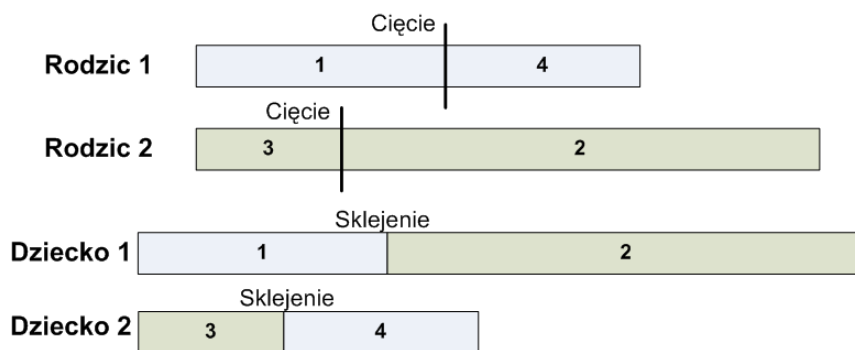 Cięcie
Rodzic 1 1 4
Cięcie
Rodzic 2 3 2
Sklejenie
Dziecko 1 1 2
Sklejenie
Dziecko 2 3 4